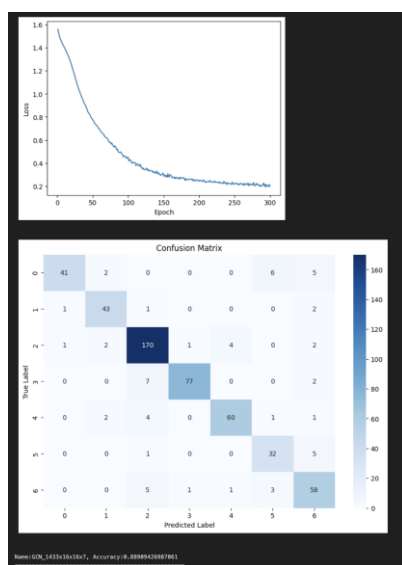 1.6
1.4
1.2
1.0
0.8
0.6
0.4
0.2
Loss
0 50 100 150 200 250 300
Epoch
Confusion Matrix
0 41 2 0 0 0 6 5
1 1 43 1 0 0 0 2
2 1 2 170 1 4 0 2
3 0 0 7 77 0 0 2
4 0 2 4 0 60 1 1
5 0 0 1 0 0 32 5
6 0 0 5 1 1 3 58
True Label
0 1 2 3 4 5 6
Predicted Label
160
140
120
100
80
60
40
20
0
Name:GCN_1433x16x16x7, Accuracy:0.88909426987061